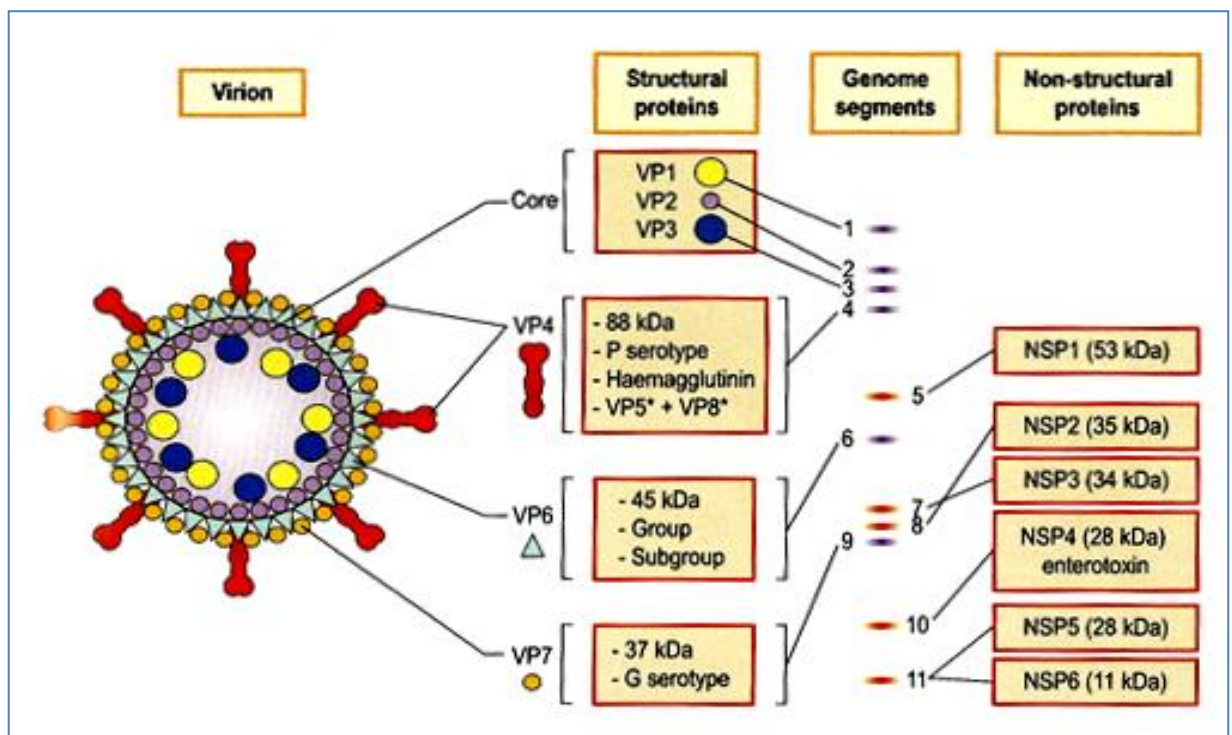 Virion
Structural
proteins
Genome
segments
Non-structural
proteins
Core
VP1
VP2
VP3
VP4
- 88 kDa
- P serotype
- Haemagglutinin
- VP5* + VP8*
VP6
- 45 kDa
- Group
- Subgroup
VP7
- 37 kDa
- G serotype
1
2
3
4
5
6
7
8
9
10
11
NSP1 (53 kDa)
NSP2 (35 kDa)
NSP3 (34 kDa)
NSP4 (28 kDa)
enterotoxin
NSP5 (28 kDa)
NSP6 (11 kDa)